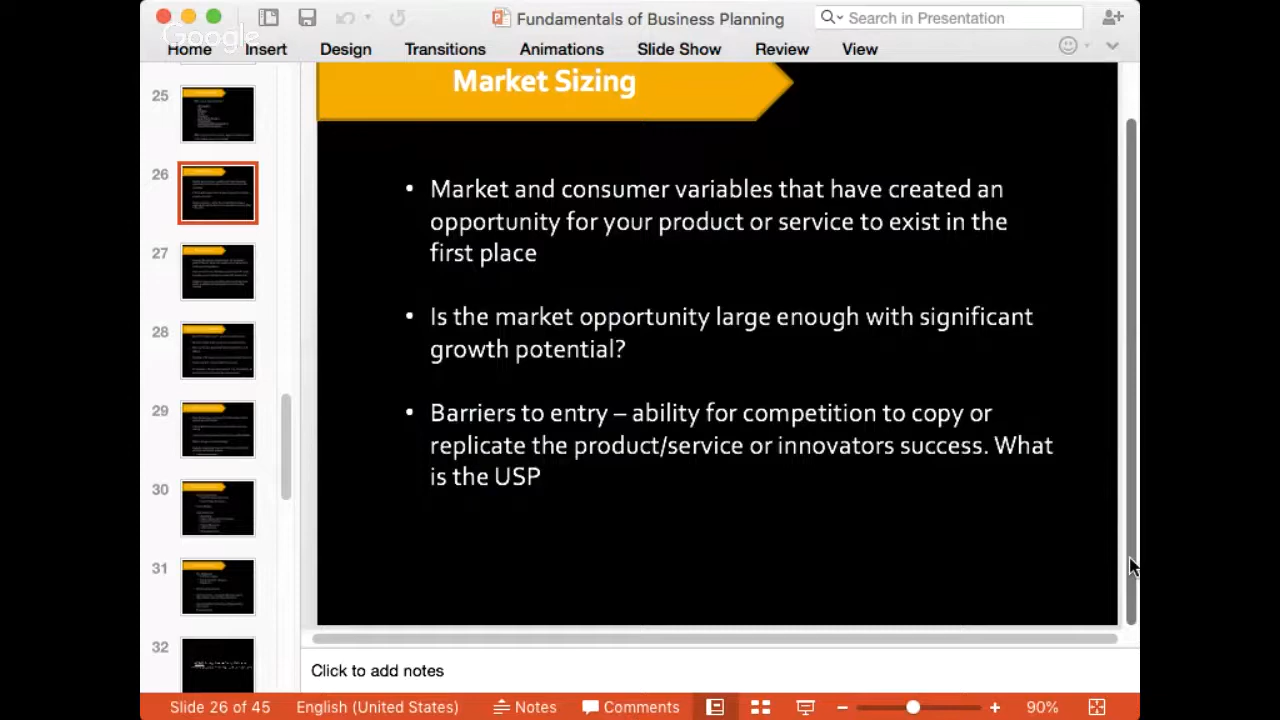 Fundamentals of Business Planning
Search in Presentation
Google
Home Insert Design Transitions Animations Slide Show Review View
25
26
27
28
29
30
31
32
Market Sizing
• Market and consumer variables that have created an
opportunity for your product or service to exist in the
first place
• Is the market opportunity large enough with significant
growth potential?
• Barriers to entry – ability for competition to copy or
replicate the product/service or innovators success. What
is the USP
Click to add notes
Slide 26 of 45 English (United States) Notes Comments 90%